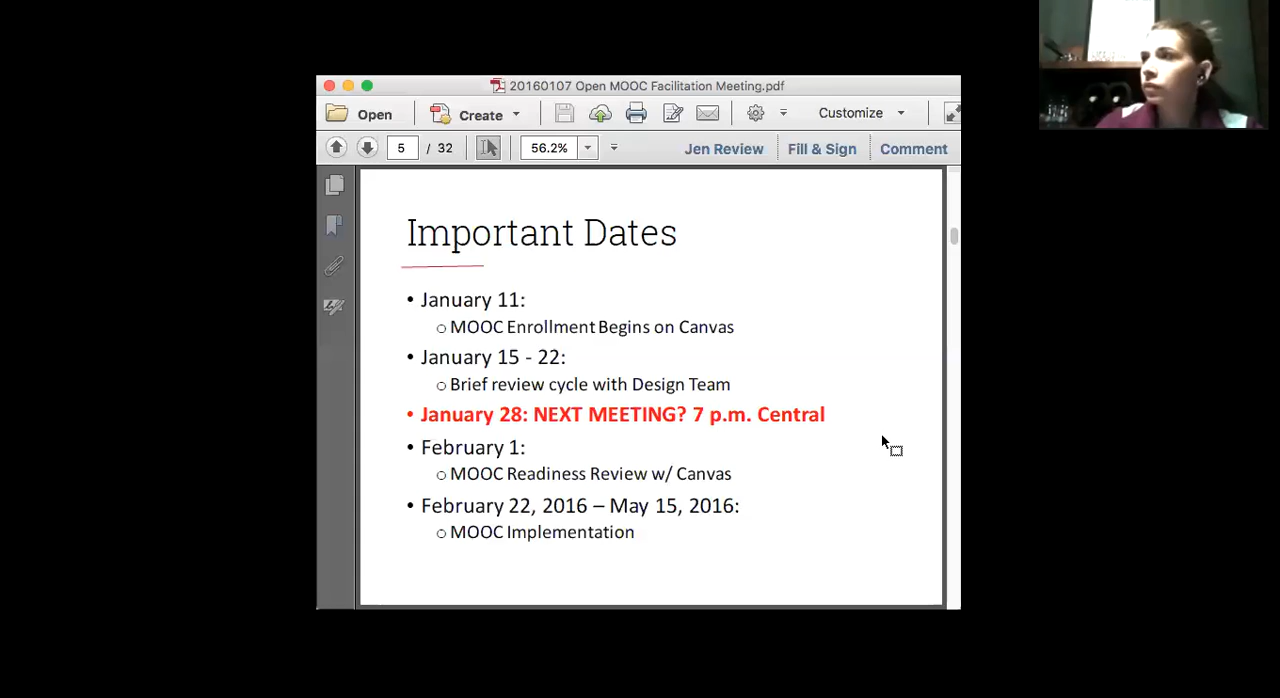 20160107 Open MOOC Facilitation Meeting.pdf
Open Create Customize
5 / 32 56.2% Jen Review Fill & Sign Comment
Important Dates
• January 11:
○ MOOC Enrollment Begins on Canvas
• January 15 - 22:
○ Brief review cycle with Design Team
• January 28: NEXT MEETING? 7 p.m. Central
• February 1:
○ MOOC Readiness Review w/ Canvas
• February 22, 2016 – May 15, 2016:
○ MOOC Implementation